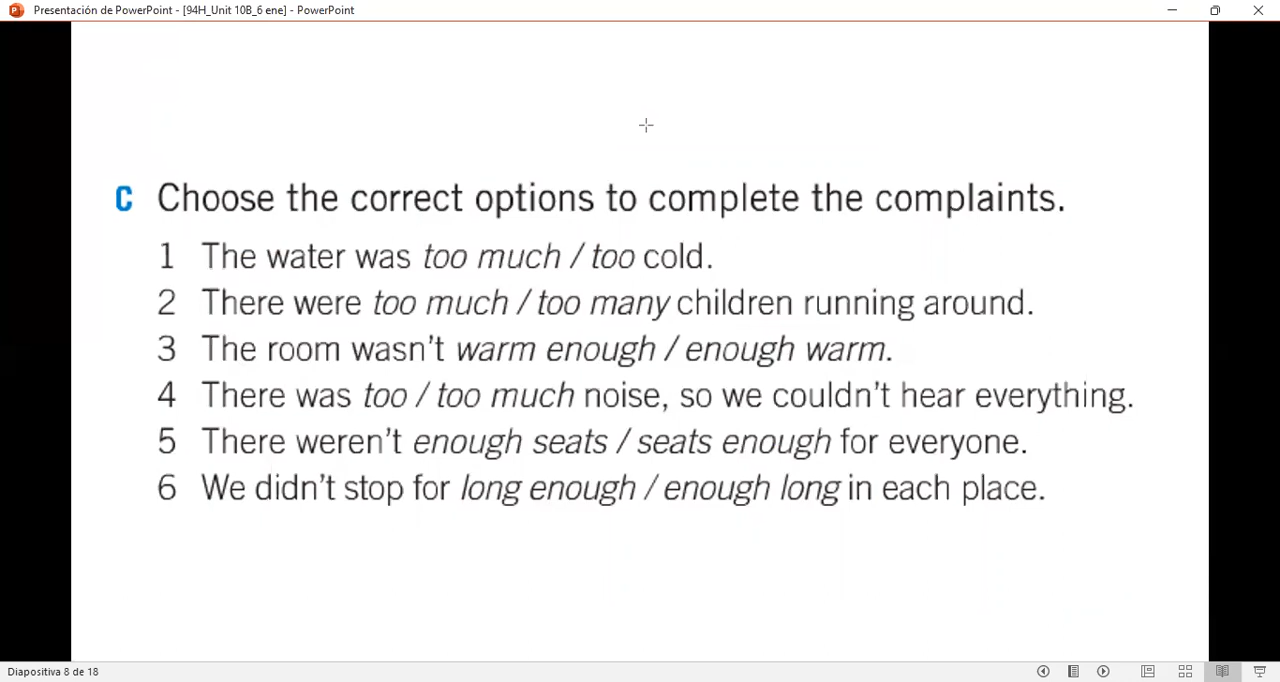 Presentación de PowerPoint - [94H_Unit 10B_6 ene] - PowerPoint
C Choose the correct options to complete the complaints.
1 The water was too much / too cold.
2 There were too much / too many children running around.
3 The room wasn't warm enough / enough warm.
4 There was too / too much noise, so we couldn't hear everything.
5 There weren't enough seats / seats enough for everyone.
6 We didn't stop for long enough / enough long in each place.
Diapositiva 8 de 18